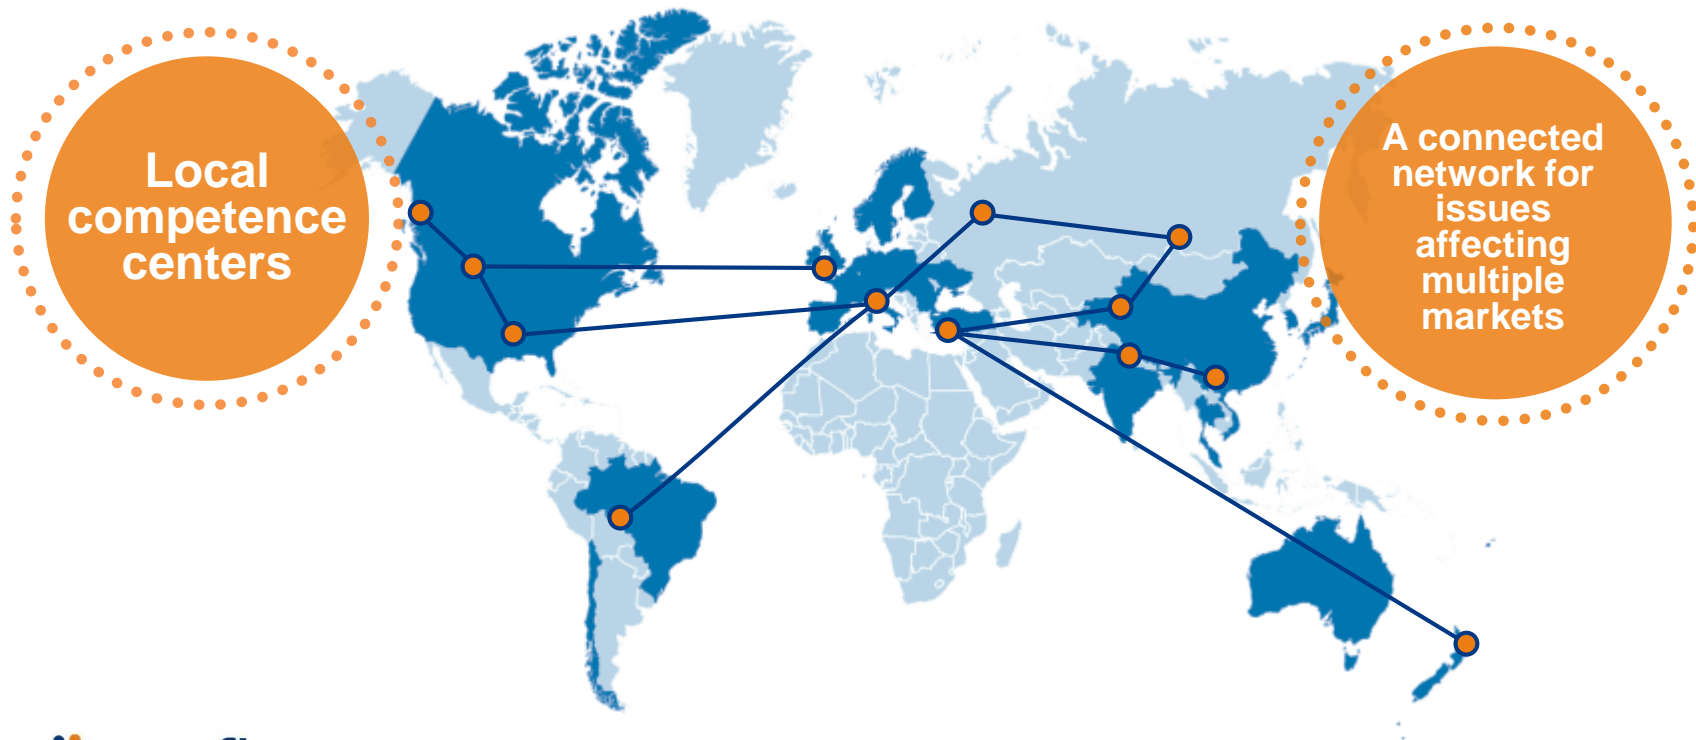 Local
competence
centers
A connected
network for
issues
affecting
multiple
markets